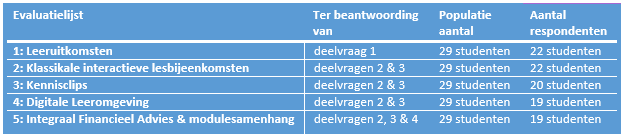 Evaluatielijst Ter beantwoording van Populatie aantal Aantal respondenten
1: Leeruitkomsten deelvraag 1 29 studenten 22 studenten
2: Klassikale interactieve lesbijeenkomsten deelvragen 2 & 3 29 studenten 22 studenten
3: Kennisclips deelvragen 2 & 3 29 studenten 20 studenten
4: Digitale Leeromgeving deelvragen 2 & 3 29 studenten 19 studenten
5: Integraal Financieel Advies & modulesamenhang deelvragen 2, 3 & 4 29 studenten 19 studenten